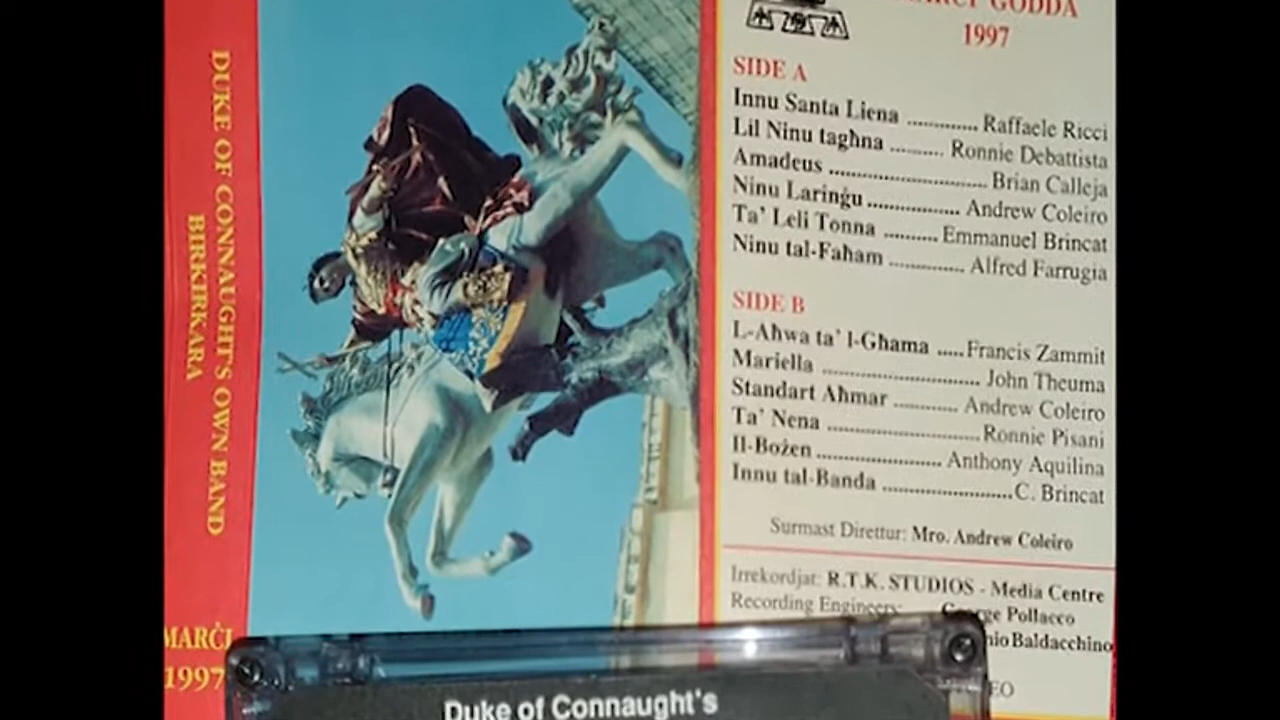 DUKE OF CONNAUGHT'S OWN BAND
BIRKIRKARA
MARĊI
1997
ĠODDA
1997
SIDE A
Innu Santa Liena ............. Raffaele Ricci
Lil Ninu tagħna .......... Ronnie Debattista
Amadeus .............................. Brian Calleja
Ninu Larinġu ................. Andrew Coleiro
Ta' Leli Tonna .......... Emmanuel Brincat
Ninu tal-Faħam .............. Alfred Farrugia
SIDE B
L-Aħwa ta' l-Għama ..... Francis Zammit
Mariella .............................. John Theuma
Standart Aħmar ............ Andrew Coleiro
Ta' Nena ............................. Ronnie Pisani
Il-Bożen ........................ Anthony Aquilina
Innu tal-Banda .......................... C. Brincat
Surmast Direttur: Mro. Andrew Coleiro
Irrekordjat: R.T.K. STUDIOS - Media Centre
Recording Engineers: George Pollacco
Baldacchino
Duke of Connaught's